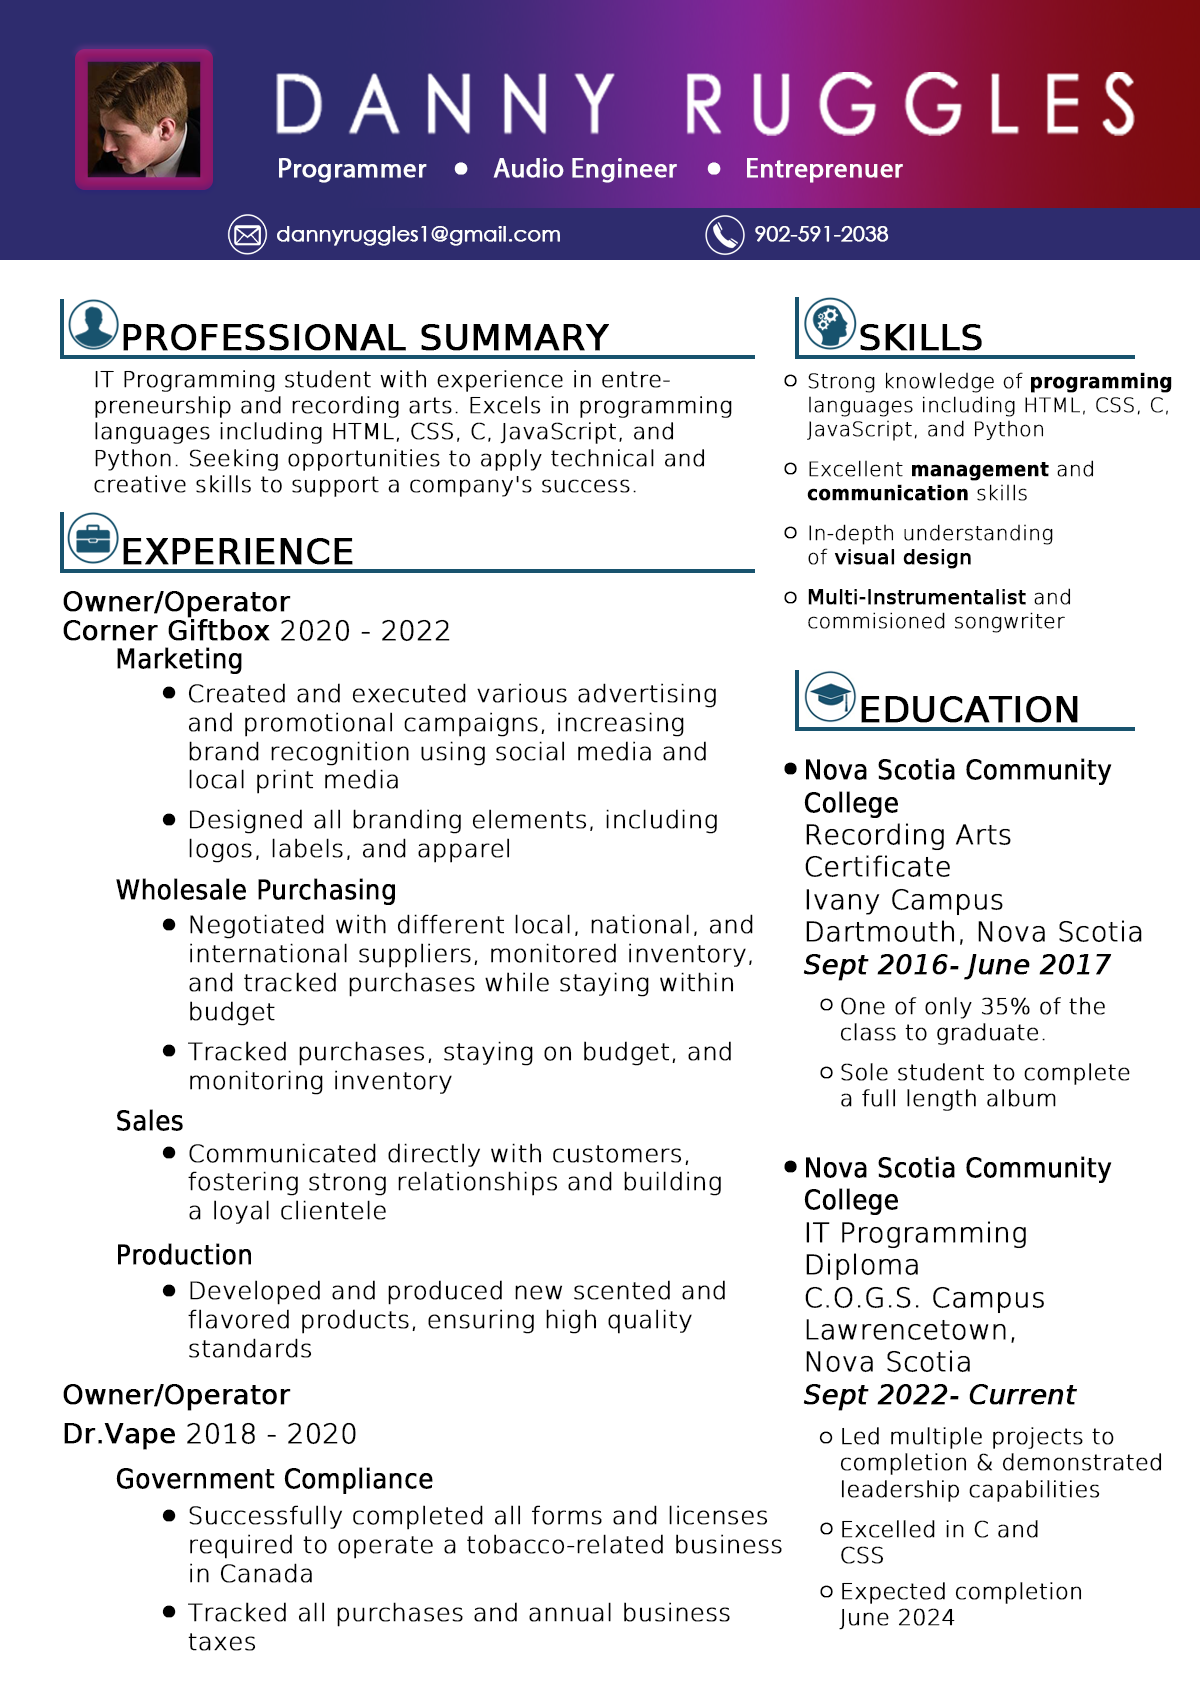 DANNY RUGGLES
Programmer • Audio Engineer • Entreprenuer
dannyruggles1@gmail.com
902-591-2038
PROFESSIONAL SUMMARY
IT Programming student with experience in entre-
preneurship and recording arts. Excels in programming
languages including HTML, CSS, C, JavaScript, and
Python. Seeking opportunities to apply technical and
creative skills to support a company's success.
EXPERIENCE
Owner/Operator
Corner Giftbox 2020 - 2022
Marketing
• Created and executed various advertising
and promotional campaigns, increasing
brand recognition using social media and
local print media
• Designed all branding elements, including
logos, labels, and apparel
Wholesale Purchasing
• Negotiated with different local, national, and
international suppliers, monitored inventory,
and tracked purchases while staying within
budget
• Tracked purchases, staying on budget, and
monitoring inventory
Sales
• Communicated directly with customers,
fostering strong relationships and building
a loyal clientele
Production
• Developed and produced new scented and
flavored products, ensuring high quality
standards
Owner/Operator
Dr.Vape 2018 - 2020
Government Compliance
• Successfully completed all forms and licenses
required to operate a tobacco-related business
in Canada
• Tracked all purchases and annual business
taxes
SKILLS
○ Strong knowledge of programming
languages including HTML, CSS, C,
JavaScript, and Python
○ Excellent management and
communication skills
○ In-depth understanding
of visual design
○ Multi-Instrumentalist and
commisioned songwriter
EDUCATION
• Nova Scotia Community
College
Recording Arts
Certificate
Ivany Campus
Dartmouth, Nova Scotia
Sept 2016- June 2017
○ One of only 35% of the
class to graduate.
○ Sole student to complete
a full length album
• Nova Scotia Community
College
IT Programming
Diploma
C.O.G.S. Campus
Lawrencetown,
Nova Scotia
Sept 2022- Current
○ Led multiple projects to
completion & demonstrated
leadership capabilities
○ Excelled in C and
CSS
○ Expected completion
June 2024